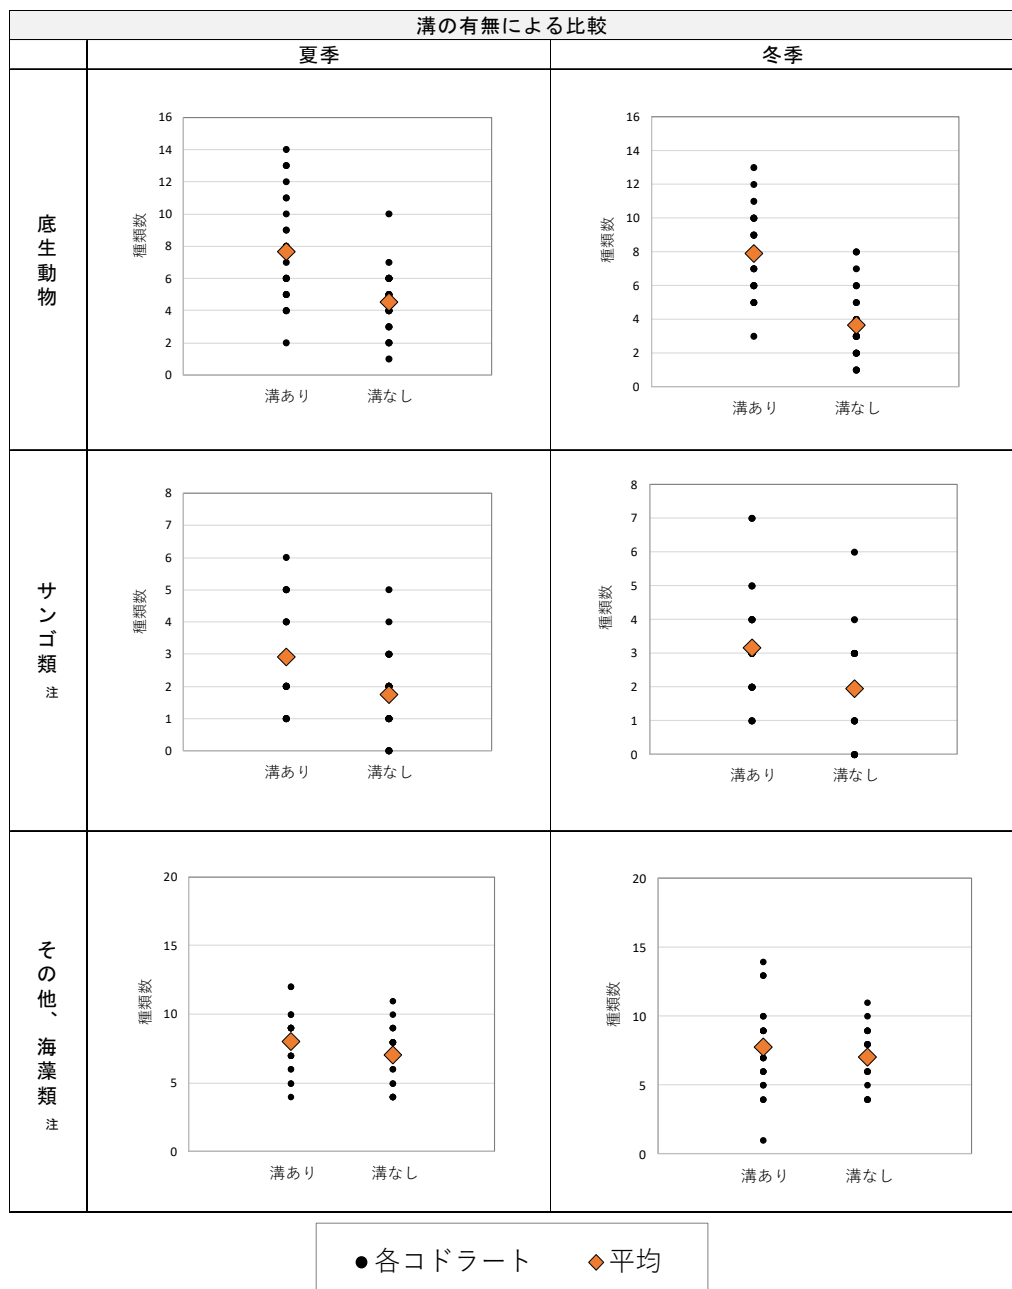 溝の有無による比較
夏季
冬季
底生動物
種類数
16
14
12
10
8
6
4
2
0
溝あり
溝なし
種類数
16
14
12
10
8
6
4
2
0
溝あり
溝なし
サンゴ類注
種類数
8
7
6
5
4
3
2
1
0
溝あり
溝なし
種類数
8
7
6
5
4
3
2
1
0
溝あり
溝なし
その他、海藻類注
種類数
20
15
10
5
0
溝あり
溝なし
種類数
20
15
10
5
0
溝あり
溝なし
各コドラート
平均